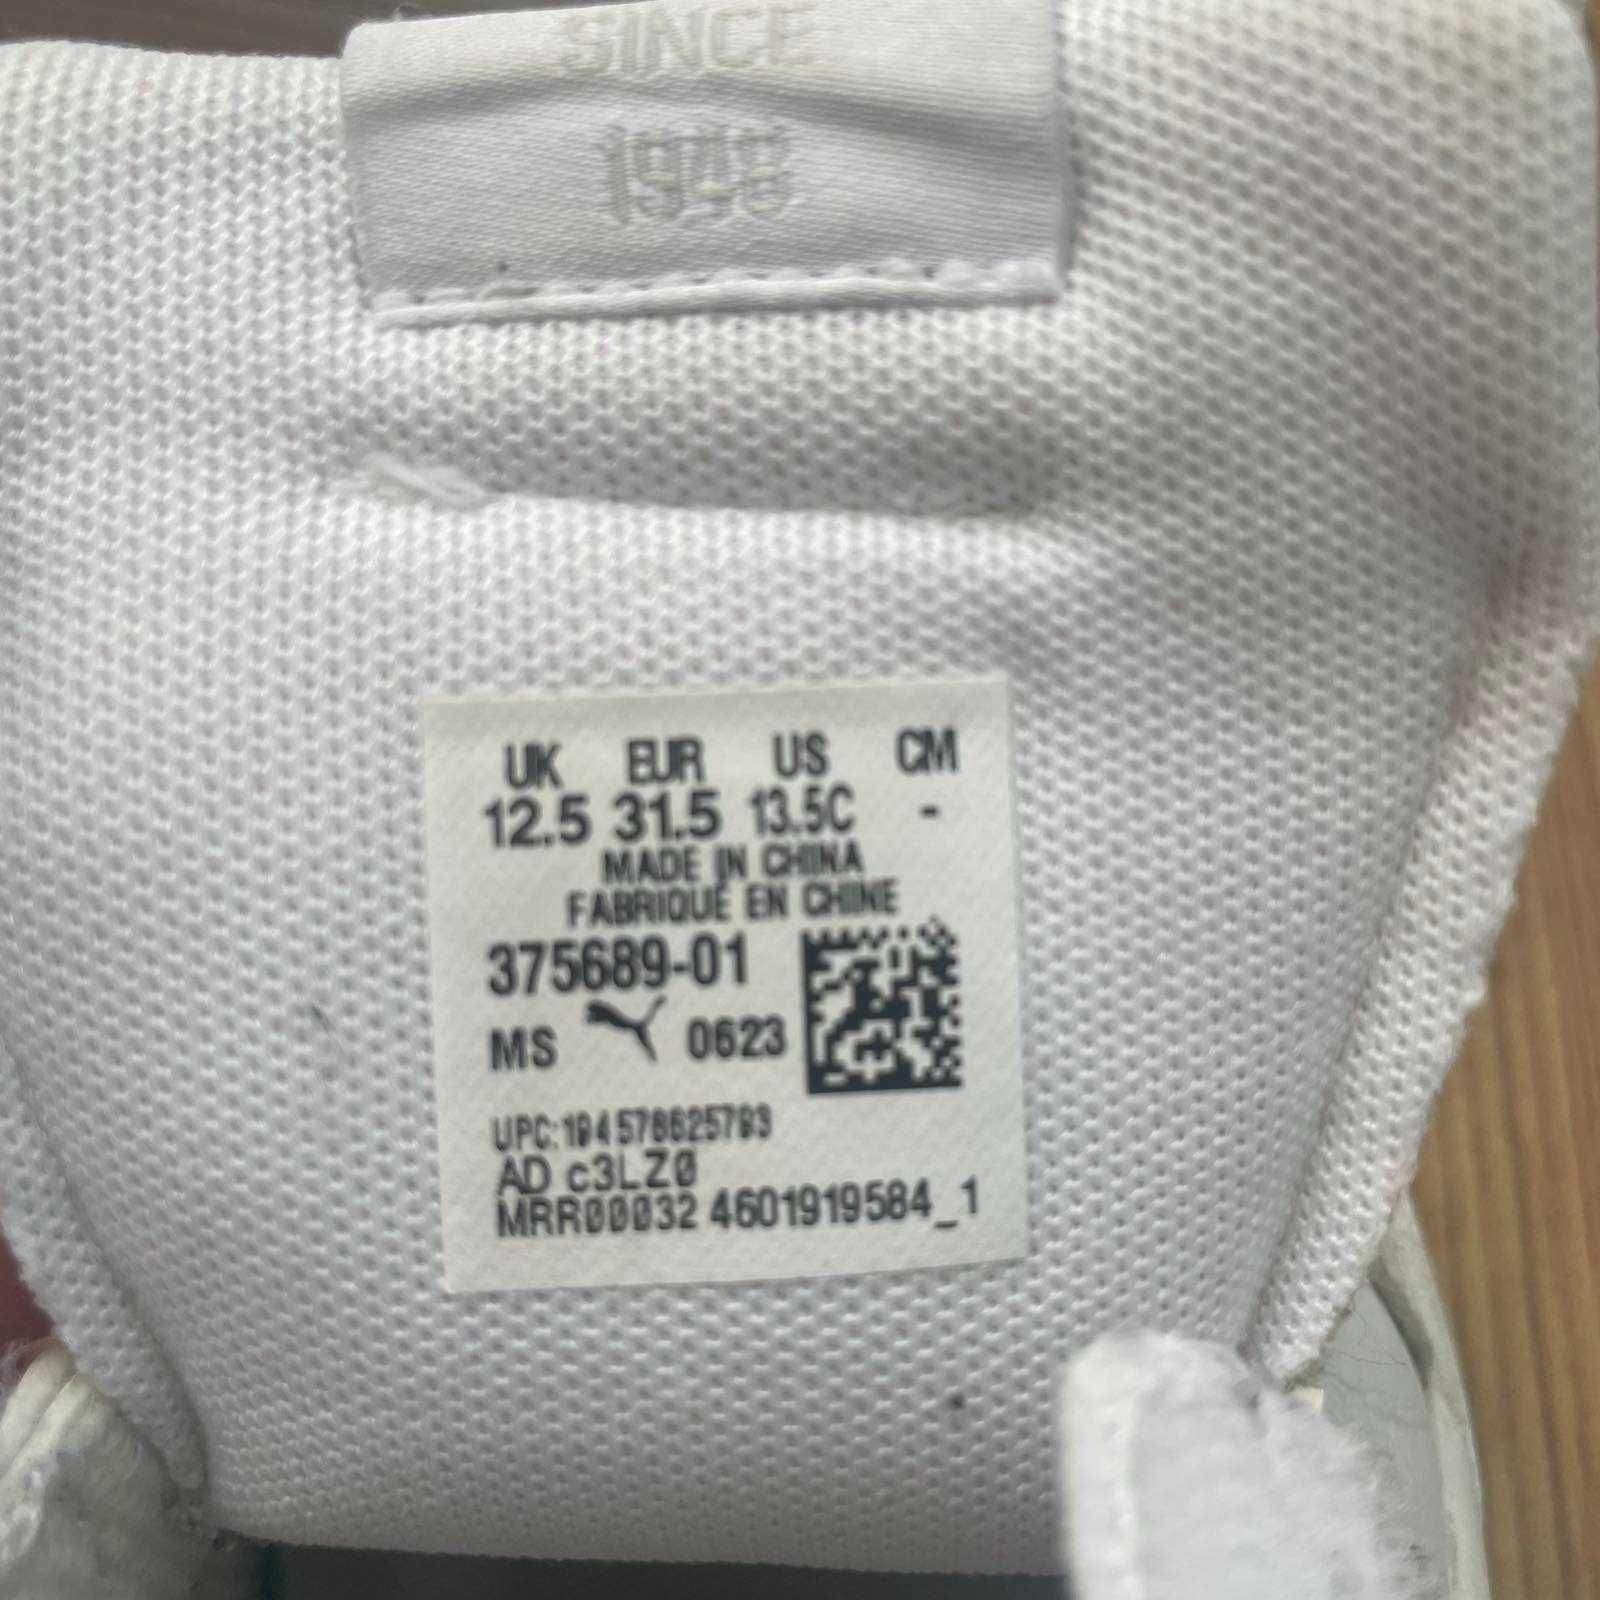 SINCE
1948
UK EUR US CM
12.5 31.5 13.5C -
MADE IN CHINA
FABRIQUÉ EN CHINE
375689-01
MS 0623
UPC:194578625793
AD c3LZ0
MRR00032 4601919584_1